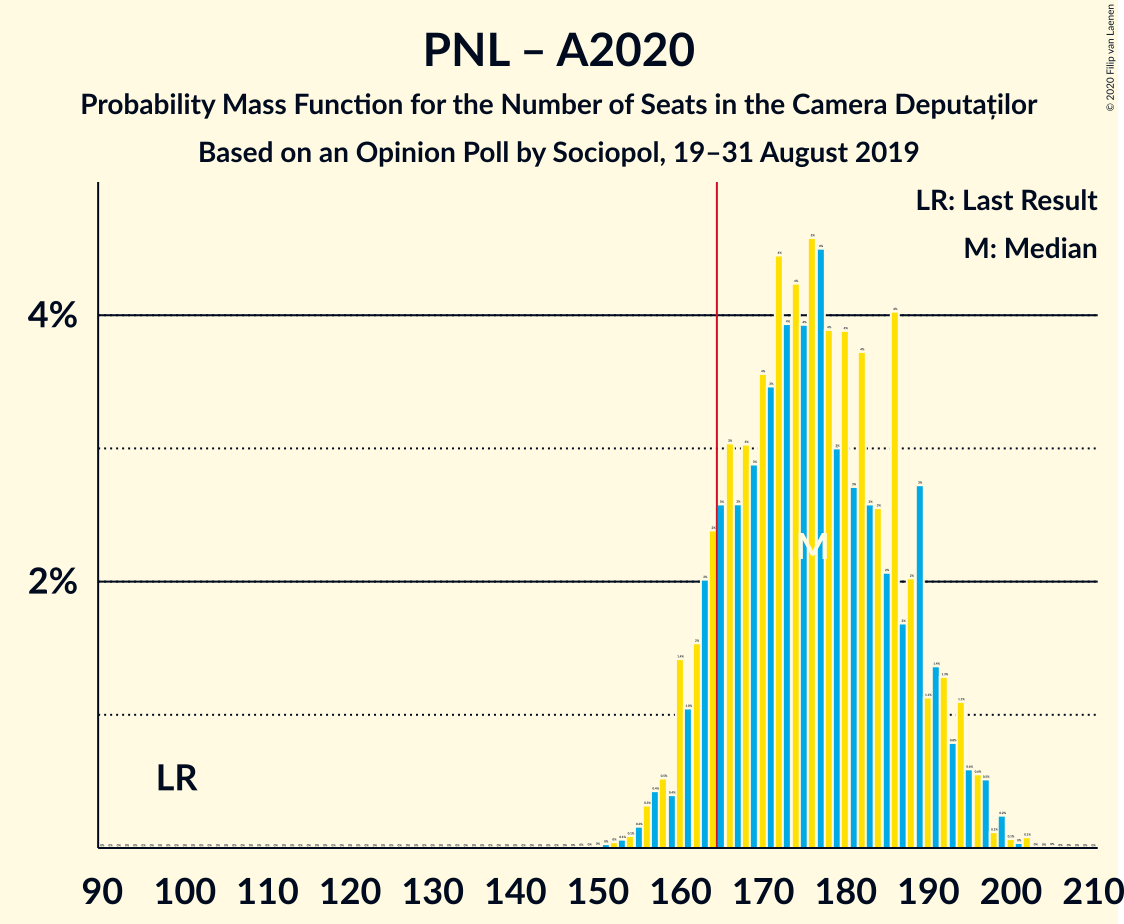 PNL – A2020
Probability Mass Function for the Number of Seats in the Camera Deputaților
Based on an Opinion Poll by Sociopol, 19–31 August 2019
© 2020 Filip van Laenen
LR: Last Result
M: Median
4%
2%
M
LR
90 100 110 120 130 140 150 160 170 180 190 200 210